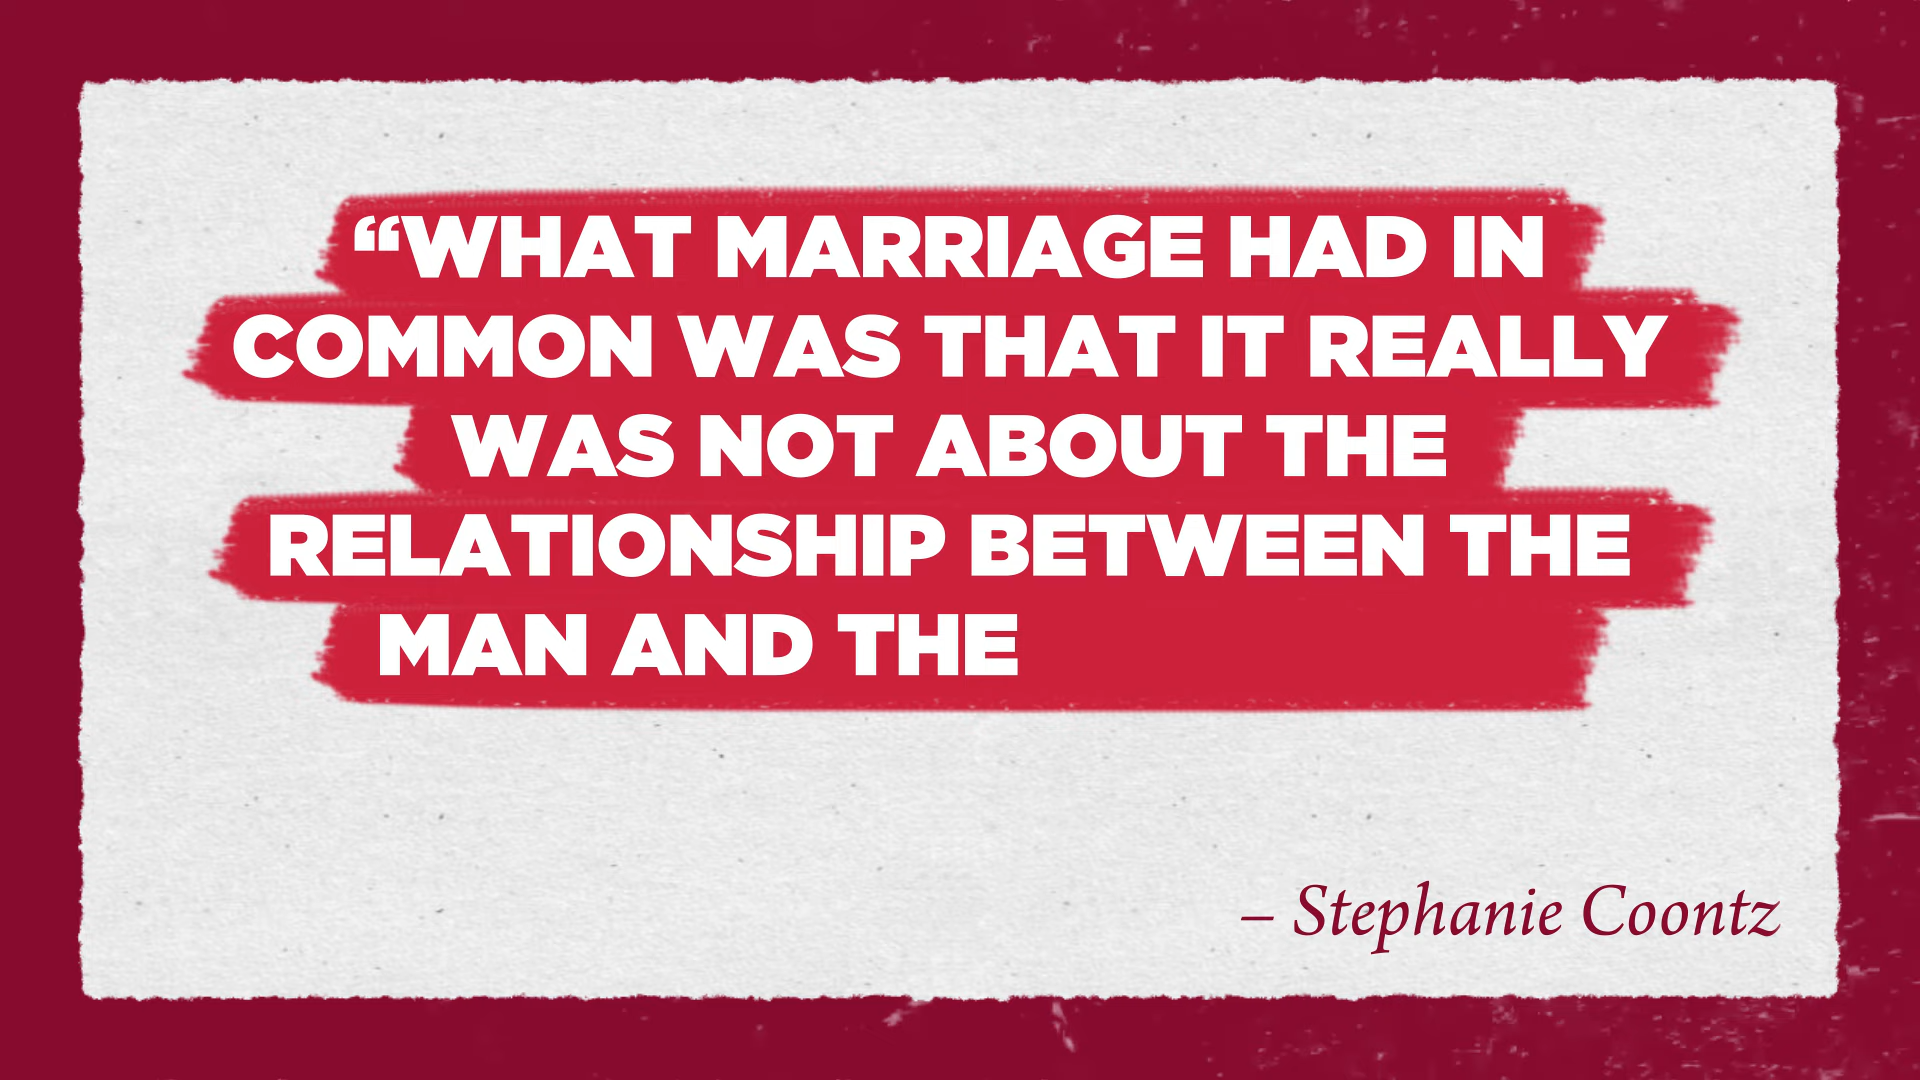 “WHAT MARRIAGE HAD IN
COMMON WAS THAT IT REALLY
WAS NOT ABOUT THE
RELATIONSHIP BETWEEN THE
MAN AND THE
– Stephanie Coontz